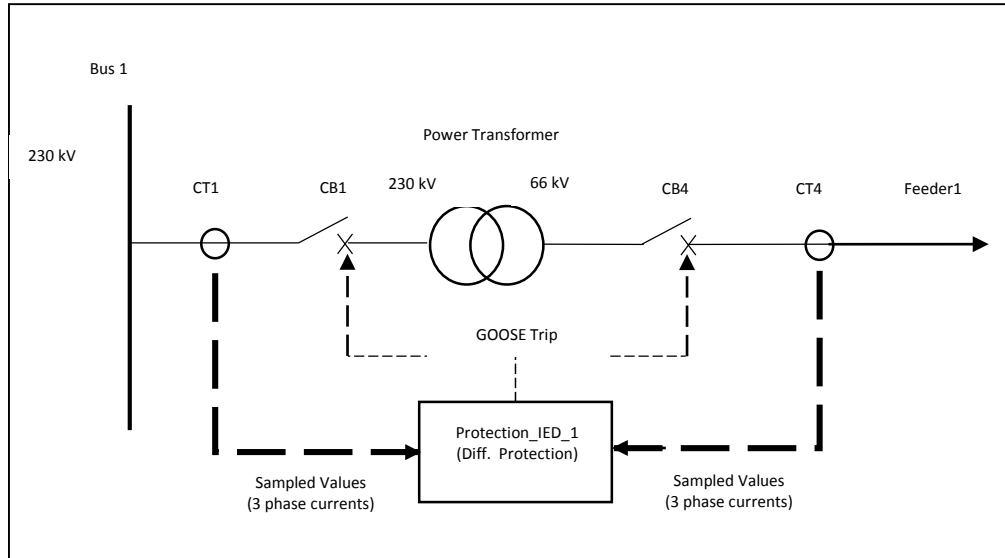 Bus 1
Power Transformer
230 kV
CT1
CB1
230 kV
66 kV
CB4
CT4
Feeder1
GOOSE Trip
Protection_IED_1
(Diff.  Protection)
Sampled Values
(3 phase currents)
Sampled Values
(3 phase currents)